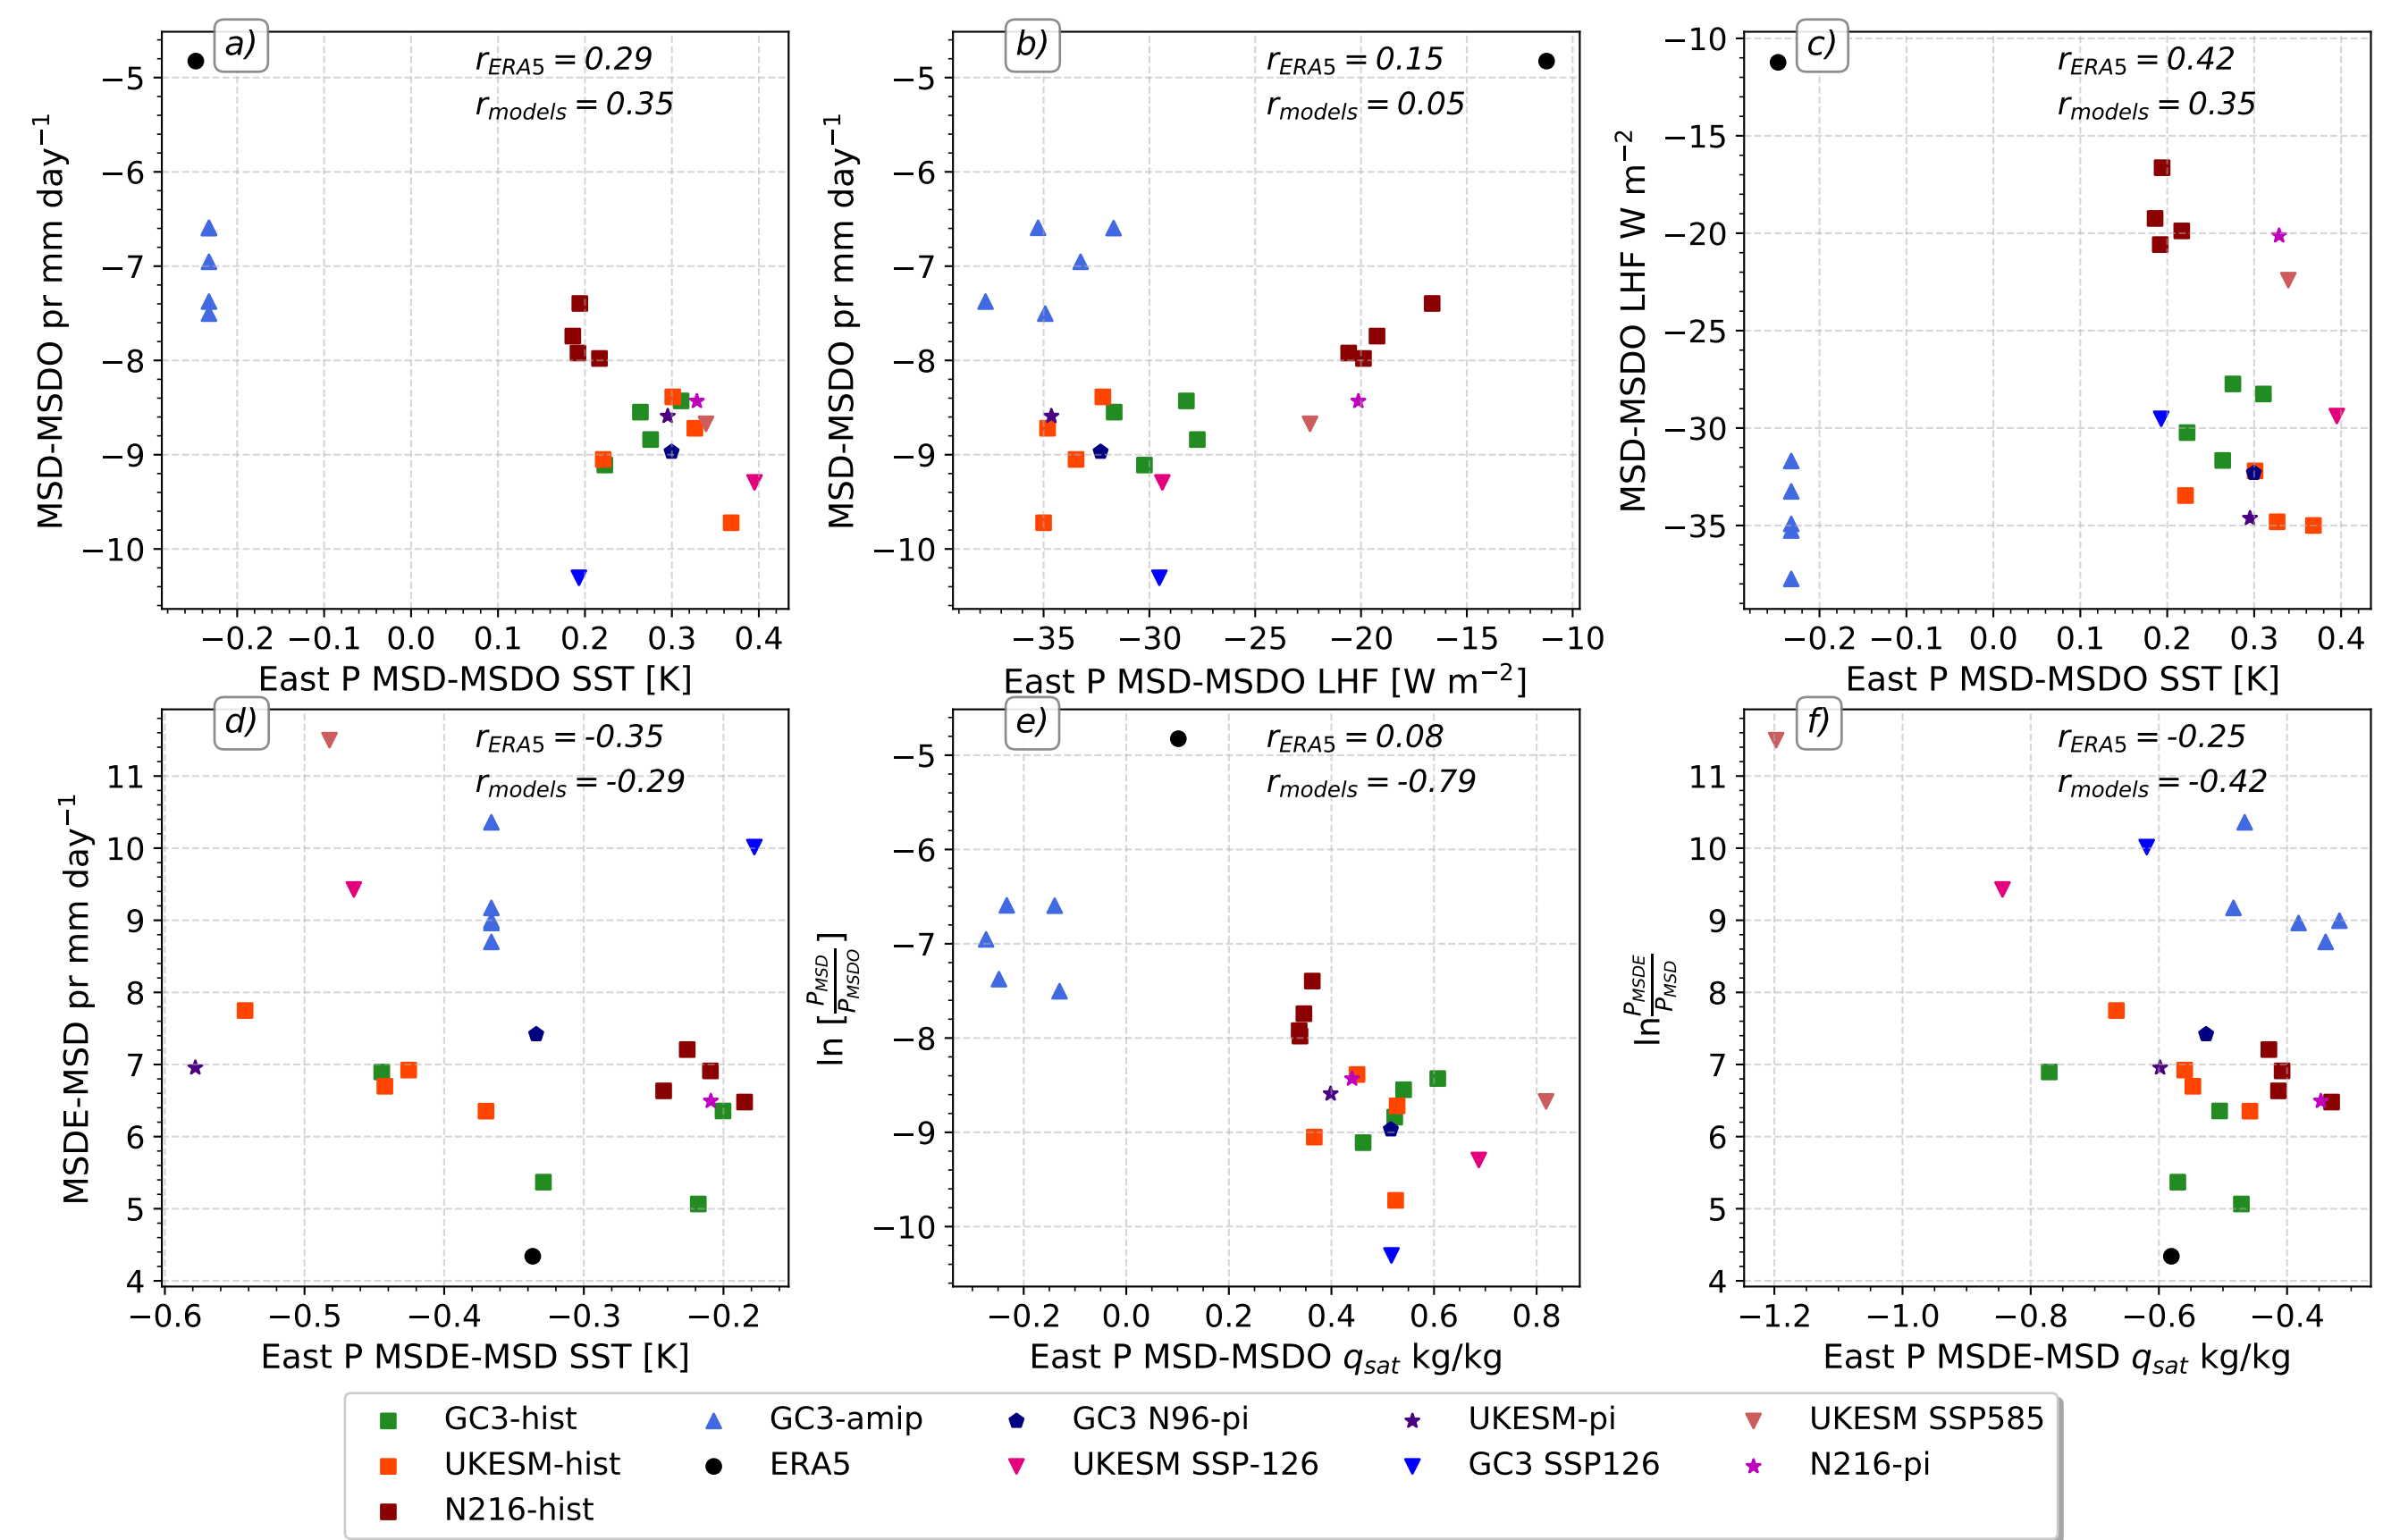 a)
r_ERA5 = 0.29
r_models = 0.35
MSD-MSDO pr mm day⁻¹
−5
−6
−7
−8
−9
−10
−0.2 −0.1 0.0 0.1 0.2 0.3 0.4
East P MSD-MSDO SST [K]
b)
r_ERA5 = 0.15
r_models = 0.05
MSD-MSDO pr mm day⁻¹
−5
−6
−7
−8
−9
−10
−35 −30 −25 −20 −15 −10
East P MSD-MSDO LHF [W m⁻²]
c)
r_ERA5 = 0.42
r_models = 0.35
MSD-MSDO LHF W m⁻²
−10
−15
−20
−25
−30
−35
−0.2 −0.1 0.0 0.1 0.2 0.3 0.4
East P MSD-MSDO SST [K]
d)
r_ERA5 = -0.35
r_models = -0.29
MSDE-MSD pr mm day⁻¹
11
10
9
8
7
6
5
4
−0.6 −0.5 −0.4 −0.3 −0.2
East P MSDE-MSD SST [K]
e)
r_ERA5 = 0.08
r_models = -0.79
ln [P_MSD/P_MSDO]
−5
−6
−7
−8
−9
−10
−0.2 0.0 0.2 0.4 0.6 0.8
East P MSD-MSDO q_sat kg/kg
f)
r_ERA5 = -0.25
r_models = -0.42
ln P_MSDE/P_MSD
11
10
9
8
7
6
5
4
−1.2 −1.0 −0.8 −0.6 −0.4
East P MSDE-MSD q_sat kg/kg
GC3-hist GC3-amip GC3 N96-pi UKESM-pi UKESM SSP585
UKESM-hist ERA5 UKESM SSP-126 GC3 SSP126 N216-pi
N216-hist